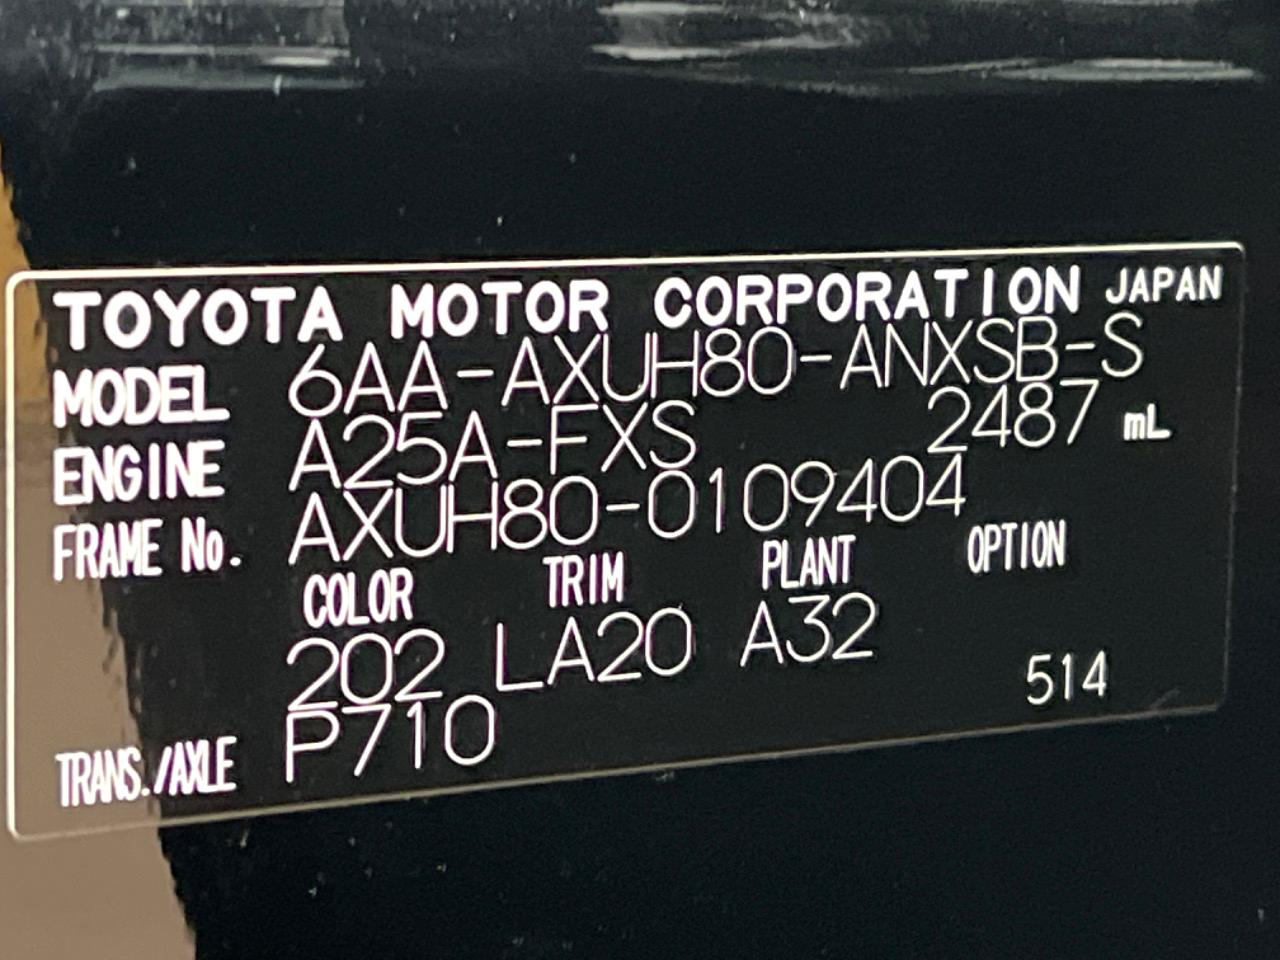 TOYOTA MOTOR CORPORATION JAPAN
MODEL 6AA-AXUH80-ANXSB-S
ENGINE A25A-FXS 2487 mL
FRAME No. AXUH80-0109404
COLOR TRIM PLANT OPTION
202 LA20 A32
514
TRANS./AXLE P710